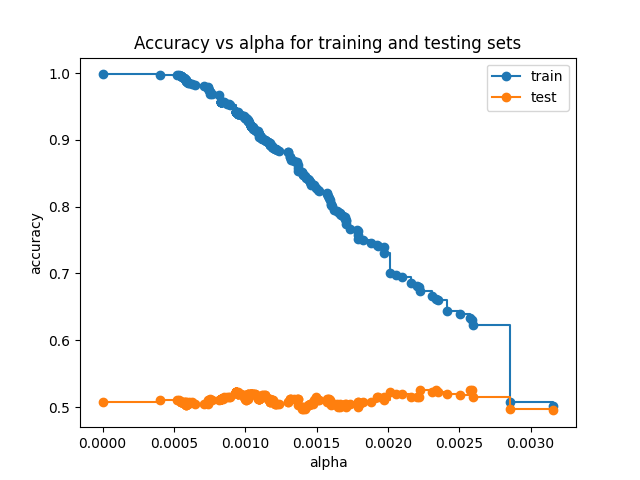 Accuracy vs alpha for training and testing sets
train
test
accuracy
1.0
0.9
0.8
0.7
0.6
0.5
0.0000 0.0005 0.0010 0.0015 0.0020 0.0025 0.0030
alpha